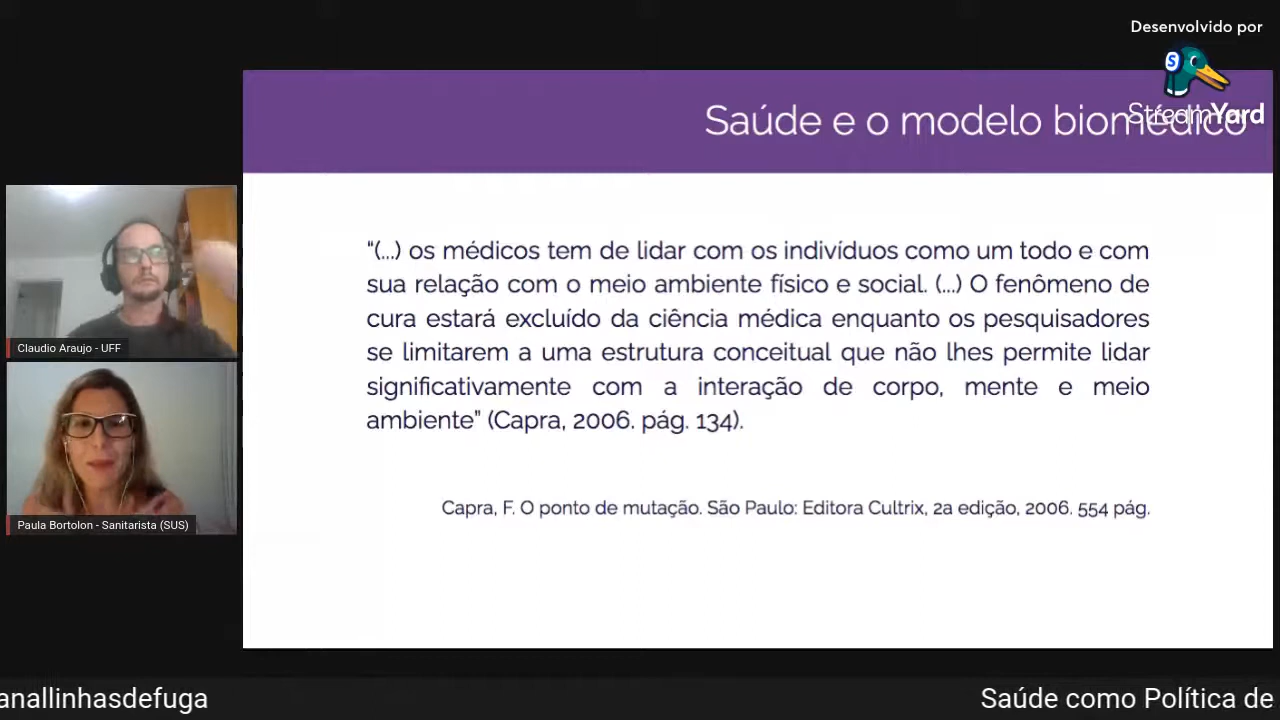 Desenvolvido por
StreamYard
Saúde e o modelo biomédico
“(...) os médicos tem de lidar com os indivíduos como um todo e com
sua relação com o meio ambiente físico e social. (...) O fenômeno de
cura estará excluído da ciência médica enquanto os pesquisadores
se limitarem a uma estrutura conceitual que não lhes permite lidar
significativamente com a interação de corpo, mente e meio
ambiente” (Capra, 2006. pág. 134).
Capra, F. O ponto de mutação. São Paulo: Editora Cultrix, 2a edição, 2006. 554 pág.
Claudio Araujo - UFF
Paula Bortolon - Sanitarista (SUS)
anallinhasdefuga
Saúde como Política de